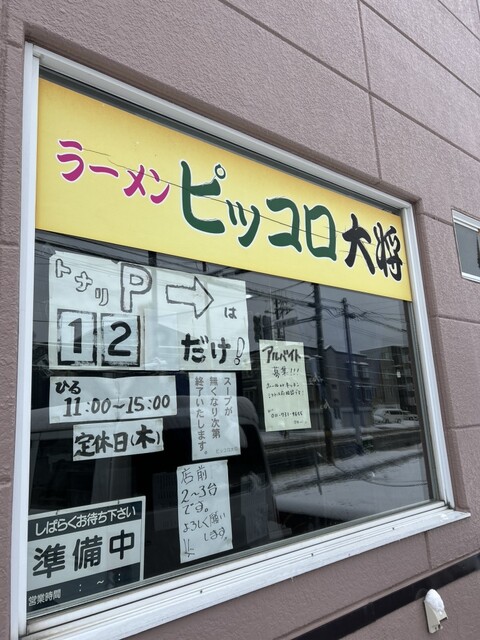 ラーメン ピッコロ 大将
トナリ P → は
1 2 だけ!
ひる
11:00〜15:00
定休日(木)
スープが
無くなり次第
終了いたします。
アルバイト
募集!!!
店前
2〜3台
です。
よろしく願い
します
しばらくお待ち下さい
準備中
: 〜 :
営業時間